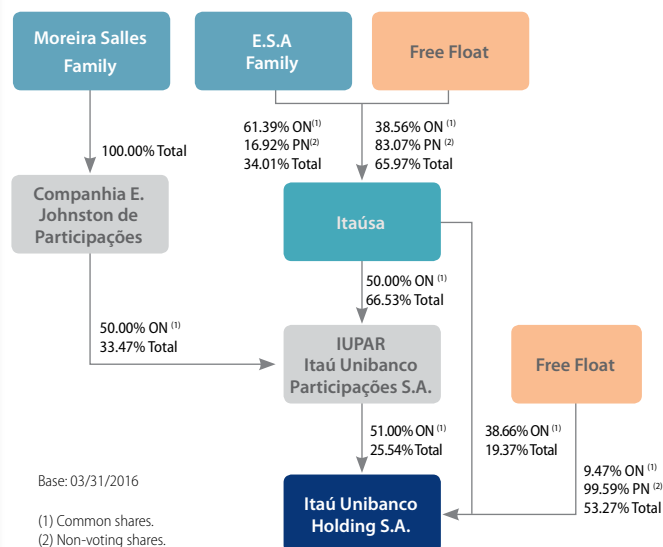 Moreira Salles
Family
E.S.A
Family
Free Float
100.00% Total
61.39% ON (1)
16.92% PN (2)
34.01% Total
38.56% ON (1)
83.07% PN (2)
65.97% Total
Companhia E.
Johnston de
Participações
Itaúsa
50.00% ON (1)
66.53% Total
50.00% ON (1)
33.47% Total
IUPAR
Itaú Unibanco
Participações S.A.
Free Float
51.00% ON (1)
25.54% Total
38.66% ON (1)
19.37% Total
9.47% ON (1)
99.59% PN (2)
53.27% Total
Itaú Unibanco
Holding S.A.
Base: 03/31/2016
(1) Common shares.
(2) Non-voting shares.